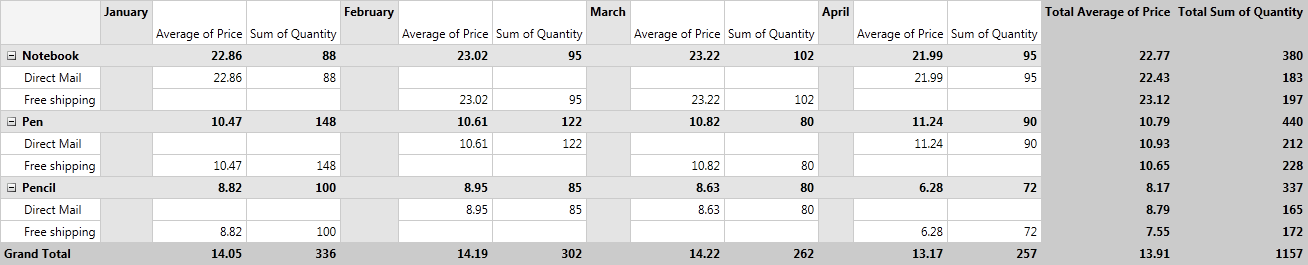 January February March April Total Average of Price Total Sum of Quantity
Average of Price Sum of Quantity Average of Price Sum of Quantity Average of Price Sum of Quantity Average of Price Sum of Quantity
Notebook 22.86 88 23.02 95 23.22 102 21.99 95 22.77 380
Direct Mail 22.86 88 21.99 95 22.43 183
Free shipping 23.02 95 23.22 102 23.12 197
Pen 10.47 148 10.61 122 10.82 80 11.24 90 10.79 440
Direct Mail 10.61 122 11.24 90 10.93 212
Free shipping 10.47 148 10.82 80 10.65 228
Pencil 8.82 100 8.95 85 8.63 80 6.28 72 8.17 337
Direct Mail 8.95 85 8.63 80 8.79 165
Free shipping 8.82 100 6.28 72 7.55 172
Grand Total 14.05 336 14.19 302 14.22 262 13.17 257 13.91 1157